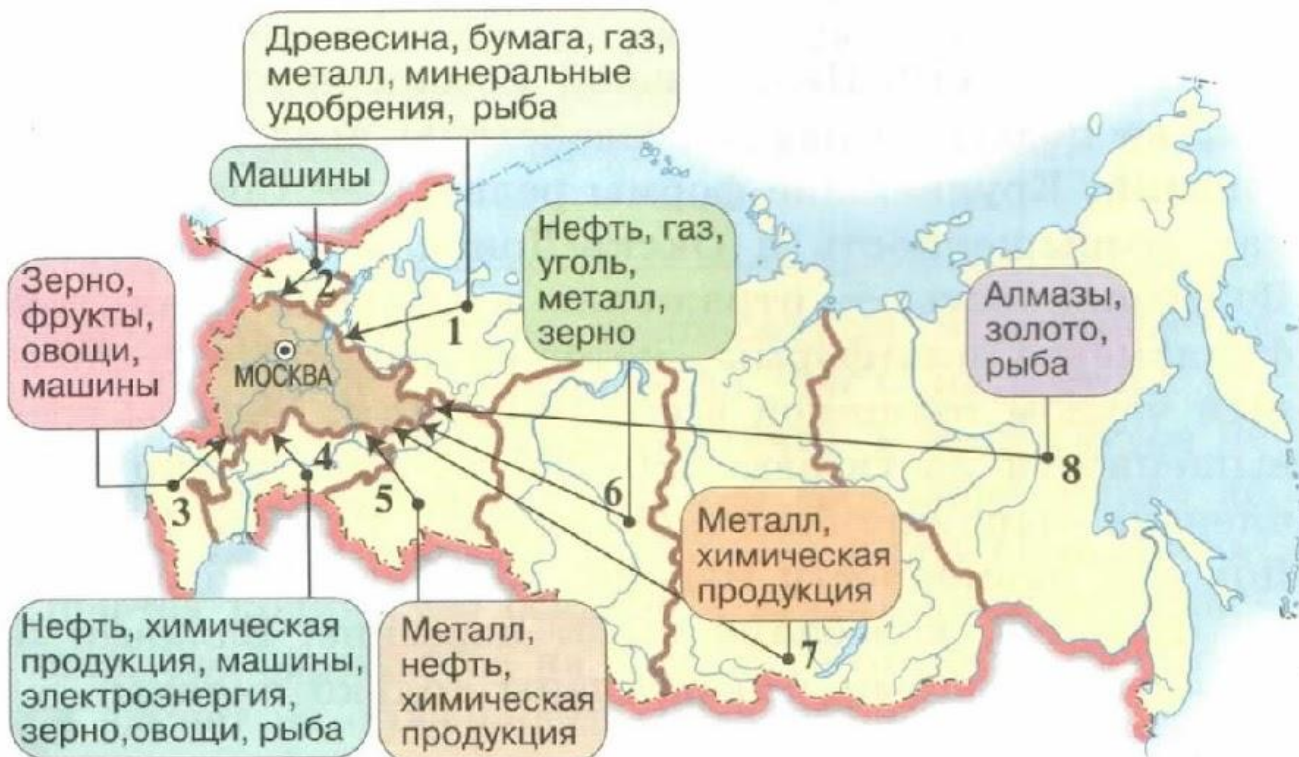 Древесина, бумага, газ,
металл, минеральные
удобрения, рыба
Машины
Зерно,
фрукты,
овощи,
машины
Нефть, газ,
уголь,
металл,
зерно
Алмазы,
золото,
рыба
МОСКВА
1
2
3
4
5
6
7
8
Металл,
химическая
продукция
Нефть, химическая
продукция, машины,
электроэнергия,
зерно,овощи, рыба
Металл,
нефть,
химическая
продукция